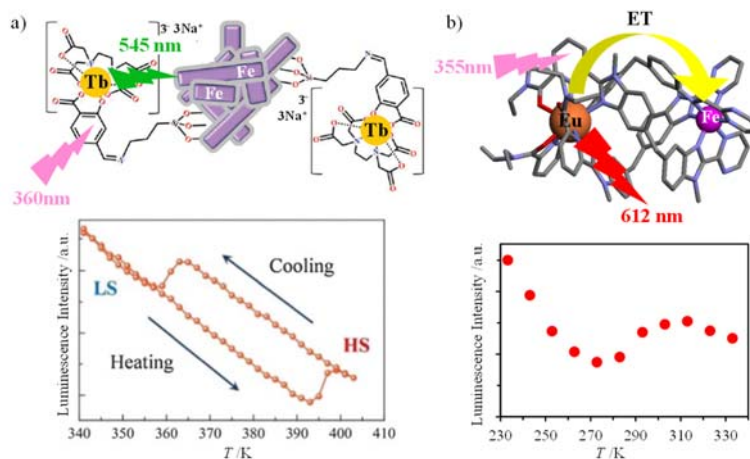 a)
3- 3Na⁺
545 nm
Tb
Fe
Fe
360nm
3-
3Na⁺
Tb
Luminescence Intensity /a.u.
Cooling
LS
HS
Heating
340 350 360 370 380 390 400 410
T /K
b)
ET
355nm
Eu
Fe
612 nm
Luminescence Intensity /a.u.
230 250 270 290 310 330
T /K